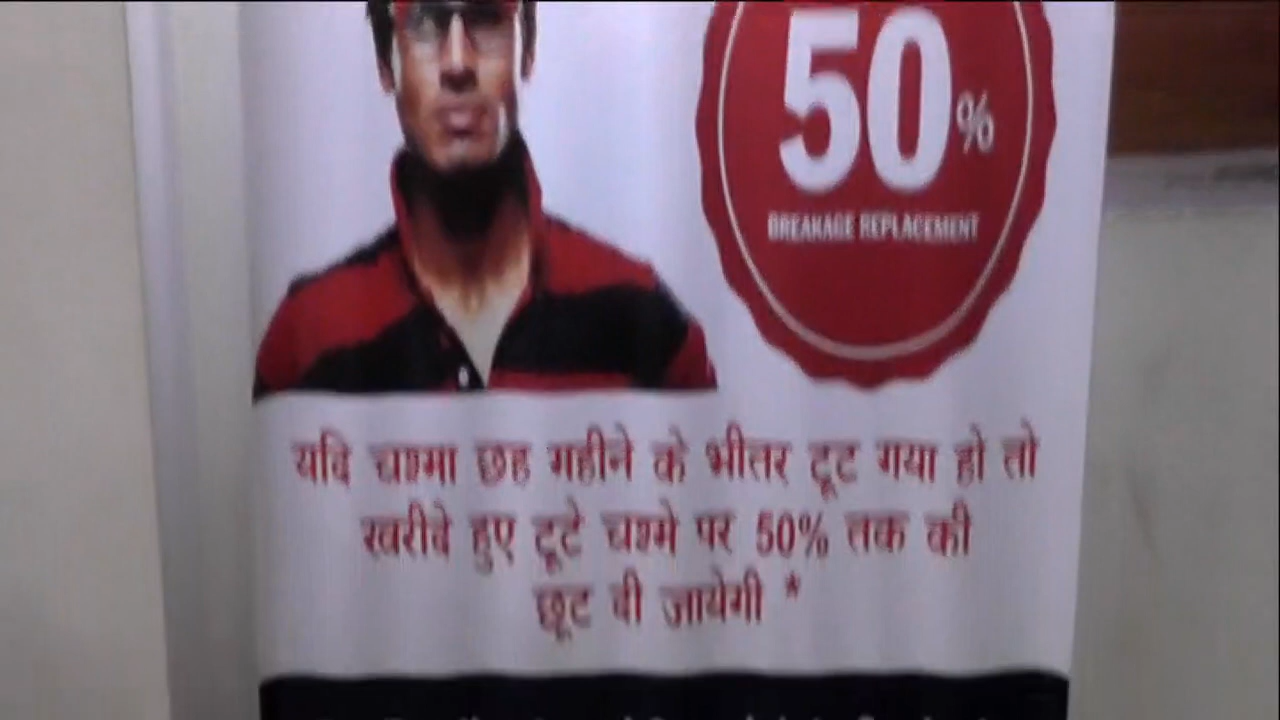 50%
BREAKAGE REPLACEMENT
यदि चश्मा छह महीने के भीतर टूट गया हो तो
खरीदे हुए टूटे चश्मे पर 50% तक की
छूट दी जायेगी *